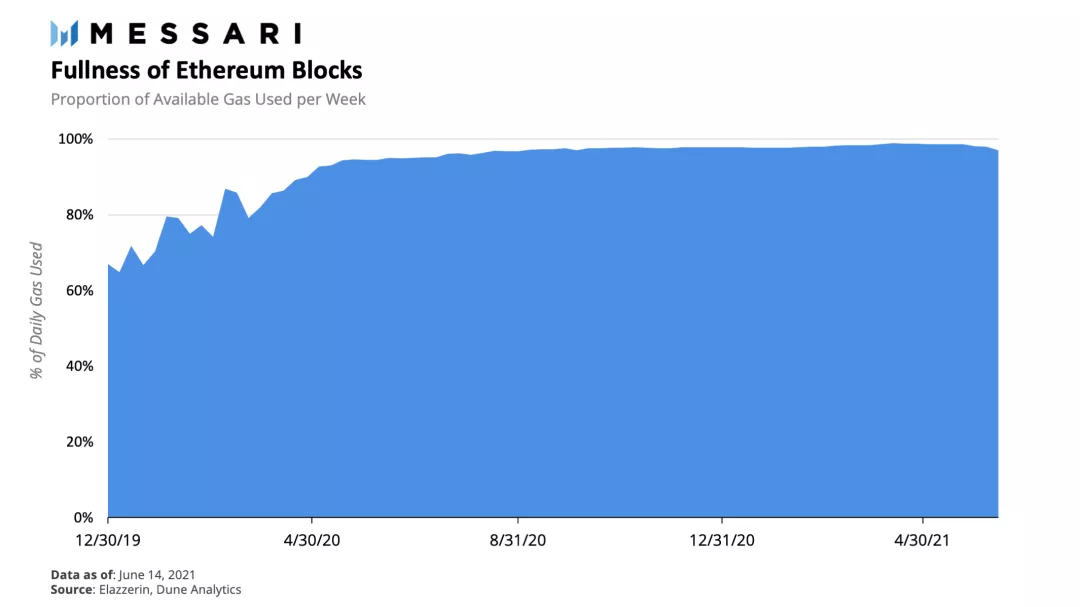 MESSARI
Fullness of Ethereum Blocks
Proportion of Available Gas Used per Week
% of Daily Gas Used
100%
80%
60%
40%
20%
0%
12/30/19 4/30/20 8/31/20 12/31/20 4/30/21
Data as of: June 14, 2021
Source: Elazzerin, Dune Analytics